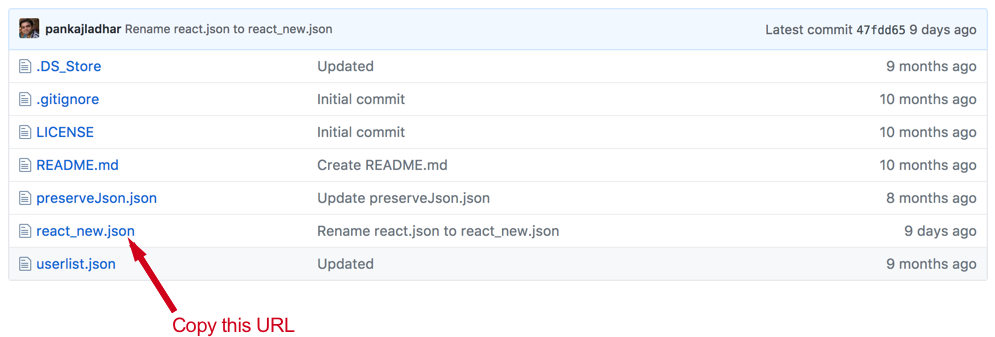 pankajladhar Rename react.json to react_new.json Latest commit 47fdd65 9 days ago
.DS_Store Updated 9 months ago
.gitignore Initial commit 10 months ago
LICENSE Initial commit 10 months ago
README.md Create README.md 10 months ago
preserveJson.json Update preserveJson.json 8 months ago
react_new.json Rename react.json to react_new.json 9 days ago
userlist.json Updated 9 months ago
Copy this URL